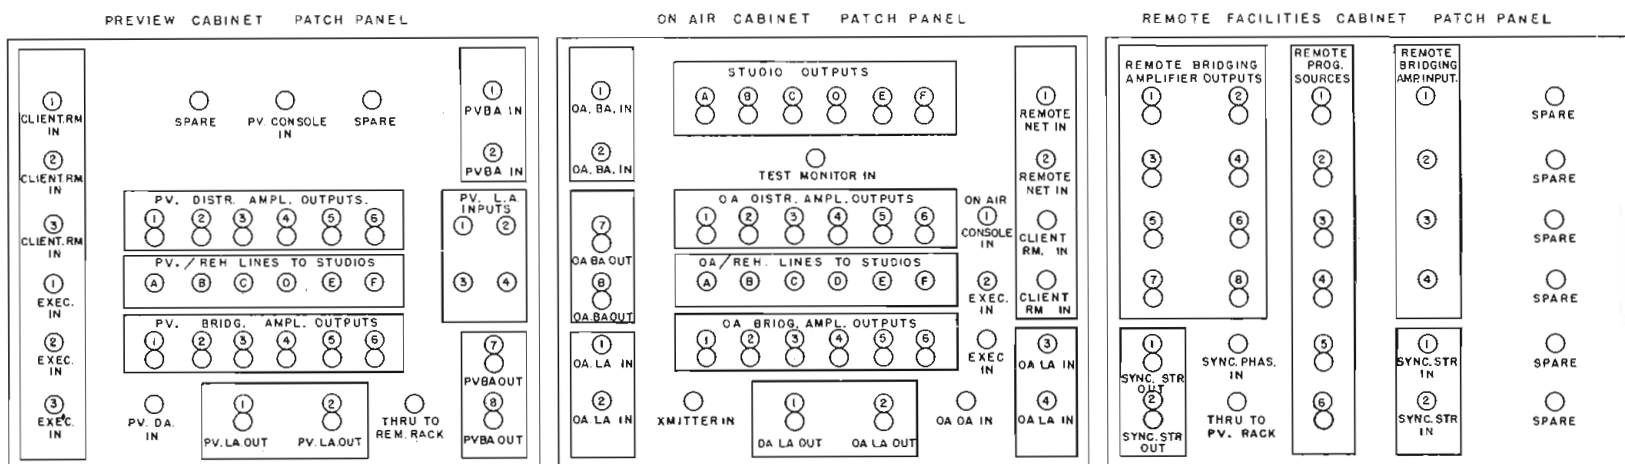 PREVIEW CABINET PATCH PANEL
1
CLIENT.RM
IN
2
CLIENT.RM
IN
3
CLIENT.RM
IN
1
EXEC.
IN
2
EXEC.
IN
3
EXEC.
IN
SPARE
PV. CONSOLE
IN
SPARE
1
PVBA IN
2
PVBA IN
PV. DISTR. AMPL. OUTPUTS.
1 2 3 4 5 6
PV. L.A.
INPUTS
1 2
3 4
PV./REH LINES TO STUDIOS
A B C D E F
PV. BRIDG. AMPL. OUTPUTS
1 2 3 4 5 6
7
PVBA OUT
8
PVBA OUT
PV. DA.
IN
1
PV. LA. OUT
2
PV. LA. OUT
THRU TO
REM. RACK
ON AIR CABINET PATCH PANEL
1
OA. BA. IN
2
OA. BA. IN
7
OA BA OUT
8
OA. BA OUT
1
OA. LA IN
2
OA. LA IN
STUDIO OUTPUTS
A B C D E F
TEST MONITOR IN
OA DISTR. AMPL. OUTPUTS
1 2 3 4 5 6
OA/REH. LINES TO STUDIOS
A B C D E F
OA BRIDG. AMPL. OUTPUTS
1 2 3 4 5 6
XMITTER IN
1
OA LA OUT
2
OA LA OUT
OA DA IN
ON AIR
1
CONSOLE
IN
2
EXEC.
IN
EXEC
IN
1
REMOTE
NET IN
2
REMOTE
NET IN
CLIENT
RM. IN
CLIENT
RM IN
3
OA LA IN
4
OA LA IN
REMOTE FACILITIES CABINET PATCH PANEL
REMOTE BRIDGING
AMPLIFIER OUTPUTS
1 2
3 4
5 6
7 8
1
SYNC. STR
OUT
2
SYNC. STR
OUT
SYNC. PHAS.
IN
THRU TO
PV. RACK
REMOTE
PROG.
SOURCES
1
2
3
4
5
6
REMOTE
BRIDGING
AMP. INPUT.
1
2
3
4
1
SYNC. STR
IN
2
SYNC. STR
IN
SPARE
SPARE
SPARE
SPARE
SPARE
SPARE